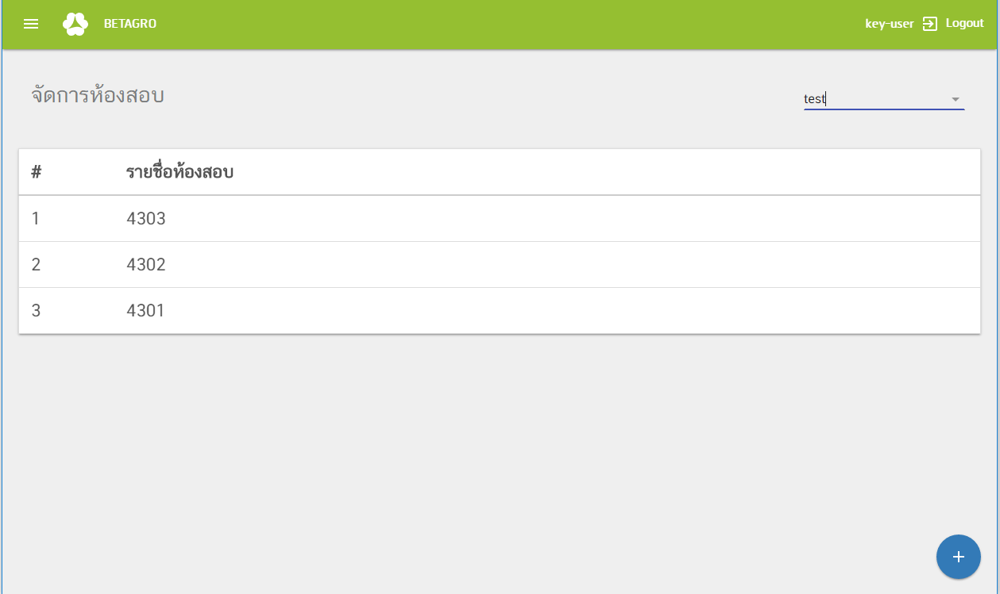 BETAGRO
key-user Logout
จัดการห้องสอบ
test
# รายชื่อห้องสอบ
1 4303
2 4302
3 4301